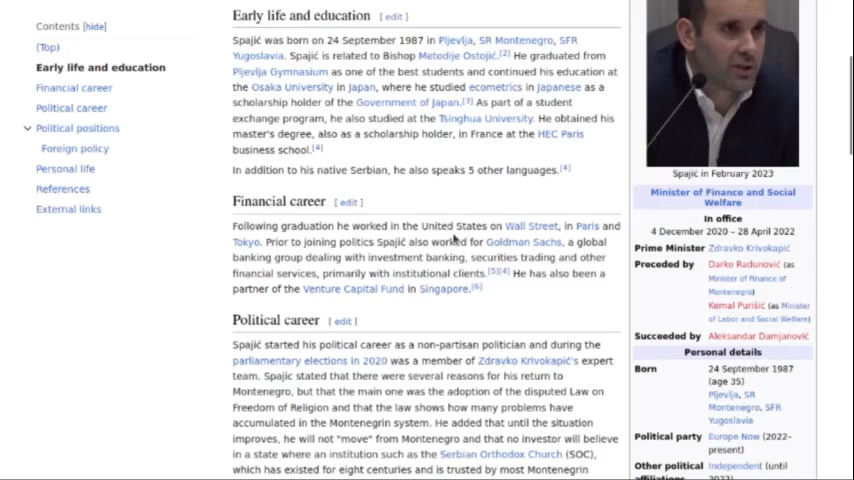 Contents [hide]
(Top)
Early life and education
Financial career
Political career
Political positions
Foreign policy
Personal life
References
External links
Early life and education [ edit ]
Spajić was born on 24 September 1987 in Pljevlja, SR Montenegro, SFR
Yugoslavia. Spajić is related to Bishop Metodije Ostojić.[2] He graduated from
Pljevlja Gymnasium as one of the best students and continued his education at
the Osaka University in Japan, where he studied ecometrics in Japanese as a
scholarship holder of the Government of Japan.[3] As part of a student
exchange program, he also studied at the Tsinghua University. He obtained his
master's degree, also as a scholarship holder, in France at the HEC Paris
business school.[4]
In addition to his native Serbian, he also speaks 5 other languages.[4]
Financial career [ edit ]
Following graduation he worked in the United States on Wall Street, in Paris and
Tokyo. Prior to joining politics Spajić also worked for Goldman Sachs, a global
banking group dealing with investment banking, securities trading and other
financial services, primarily with institutional clients.[5][4] He has also been a
partner of the Venture Capital Fund in Singapore.[6]
Political career [ edit ]
Spajić started his political career as a non-partisan politician and during the
parliamentary elections in 2020 was a member of Zdravko Krivokapić's expert
team. Spajic stated that there were several reasons for his return to
Montenegro, but that the main one was the adoption of the disputed Law on
Freedom of Religion and that the law shows how many problems have
accumulated in the Montenegrin system. He added that until the situation
improves, he will not "move" from Montenegro and that no investor will believe
in a state where an institution such as the Serbian Orthodox Church (SOC),
which has existed for eight centuries and is trusted by most Montenegrin
Spajić in February 2023
Minister of Finance and Social
Welfare
In office
4 December 2020 – 28 April 2022
Prime Minister Zdravko Krivokapić
Preceded by Darko Radunović (as
Minister of Finance of
Montenegro)
Kemal Purišić (as Minister
of Labor and Social Welfare)
Succeeded by Aleksandar Damjanović
Personal details
Born 24 September 1987
(age 35)
Pljevlja, SR
Montenegro, SFR
Yugoslavia
Political party Europe Now (2022–
present)
Other political Independent (until
affiliations 2022)